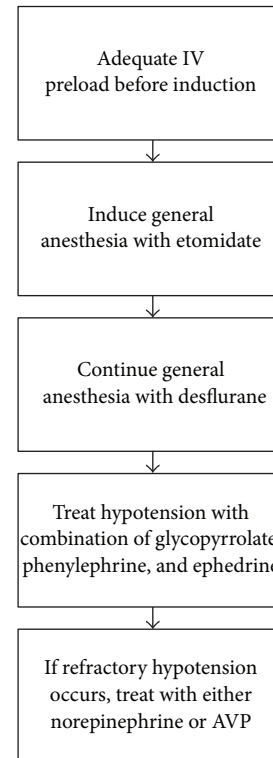 Adequate IV
preload before induction
Induce general
anesthesia with etomidate
Continue general
anesthesia with desflurane
Treat hypotension with
combination of glycopyrrolate
phenylephrine, and ephedrine
If refractory hypotension
occurs, treat with either
norepinephrine or AVP